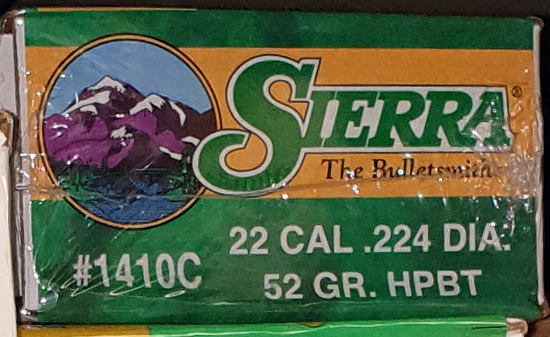 SIERRA®
The Bulletsmiths
22 CAL .224 DIA.
#1410C
52 GR. HPBT